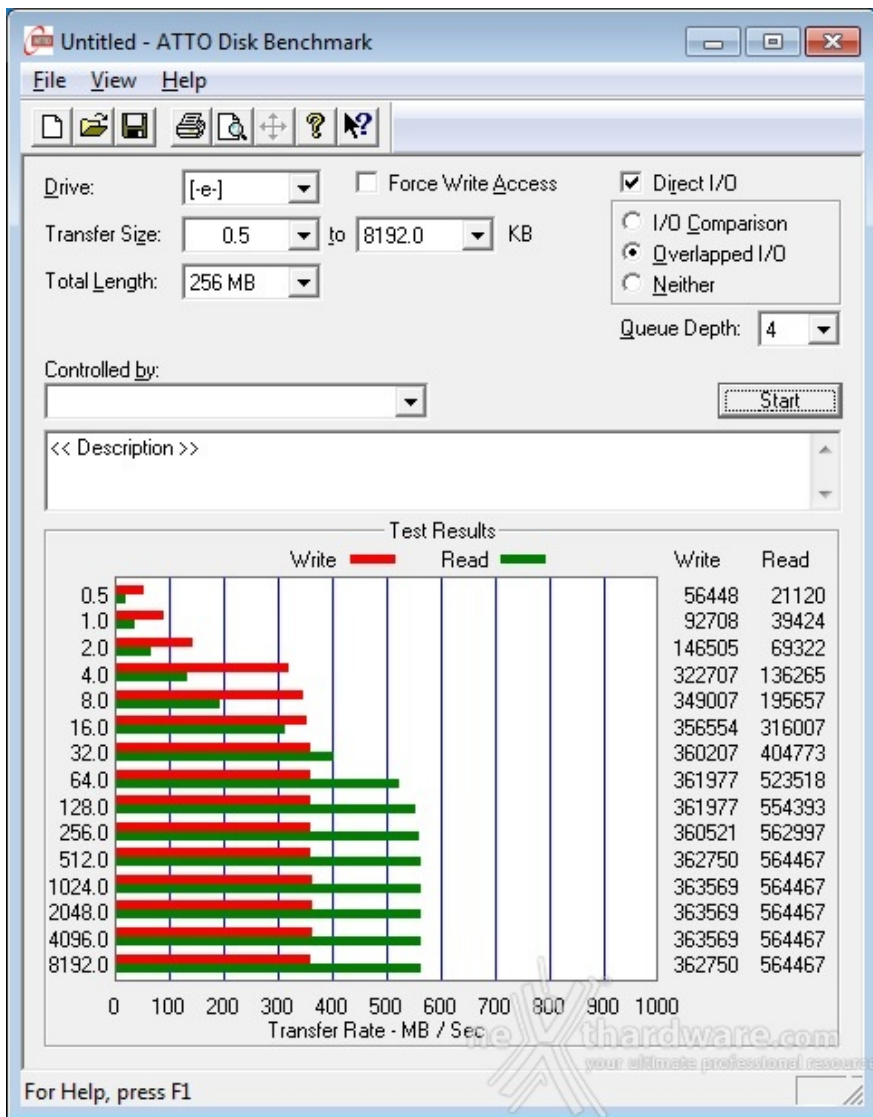 Untitled - ATTO Disk Benchmark
File View Help
Drive: [-e-] Force Write Access Direct I/O
Transfer Size: 0.5 to 8192.0 KB I/O Comparison
Overlapped I/O
Total Length: 256 MB Neither
Queue Depth: 4
Controlled by:
Start
<< Description >>
Test Results
Write Read Write Read
0.5 56448 21120
1.0 92708 39424
2.0 146505 69322
4.0 322707 136265
8.0 349007 195657
16.0 356554 316007
32.0 360207 404773
64.0 361977 523518
128.0 361977 554393
256.0 360521 562997
512.0 362750 564467
1024.0 363569 564467
2048.0 363569 564467
4096.0 363569 564467
8192.0 362750 564467
0 100 200 300 400 500 600 700 800 900 1000
Transfer Rate - MB / Sec
nexthardware.com
your ultimate professional resource
For Help, press F1